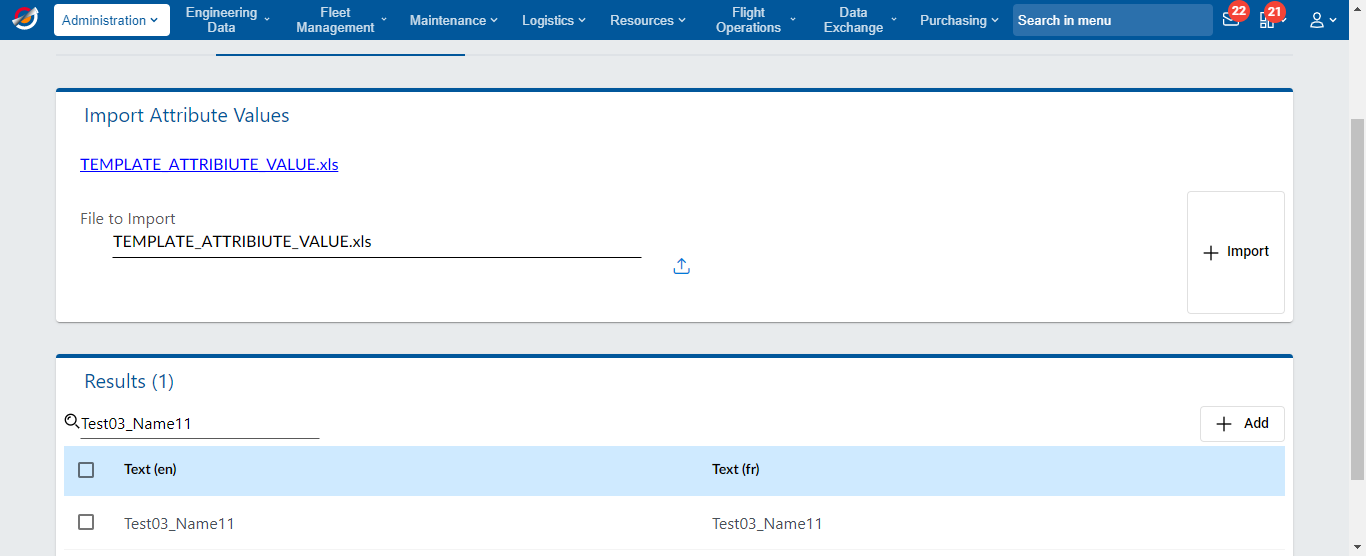 Administration
Engineering Data
Fleet Management
Maintenance
Logistics
Resources
Flight Operations
Data Exchange
Purchasing
Search in menu
22
21
Import Attribute Values
TEMPLATE_ATTRIBIUTE_VALUE.xls
File to Import
TEMPLATE_ATTRIBIUTE_VALUE.xls
Import
Results (1)
Test03_Name11
Add
Text (en) Text (fr)
Test03_Name11 Test03_Name11